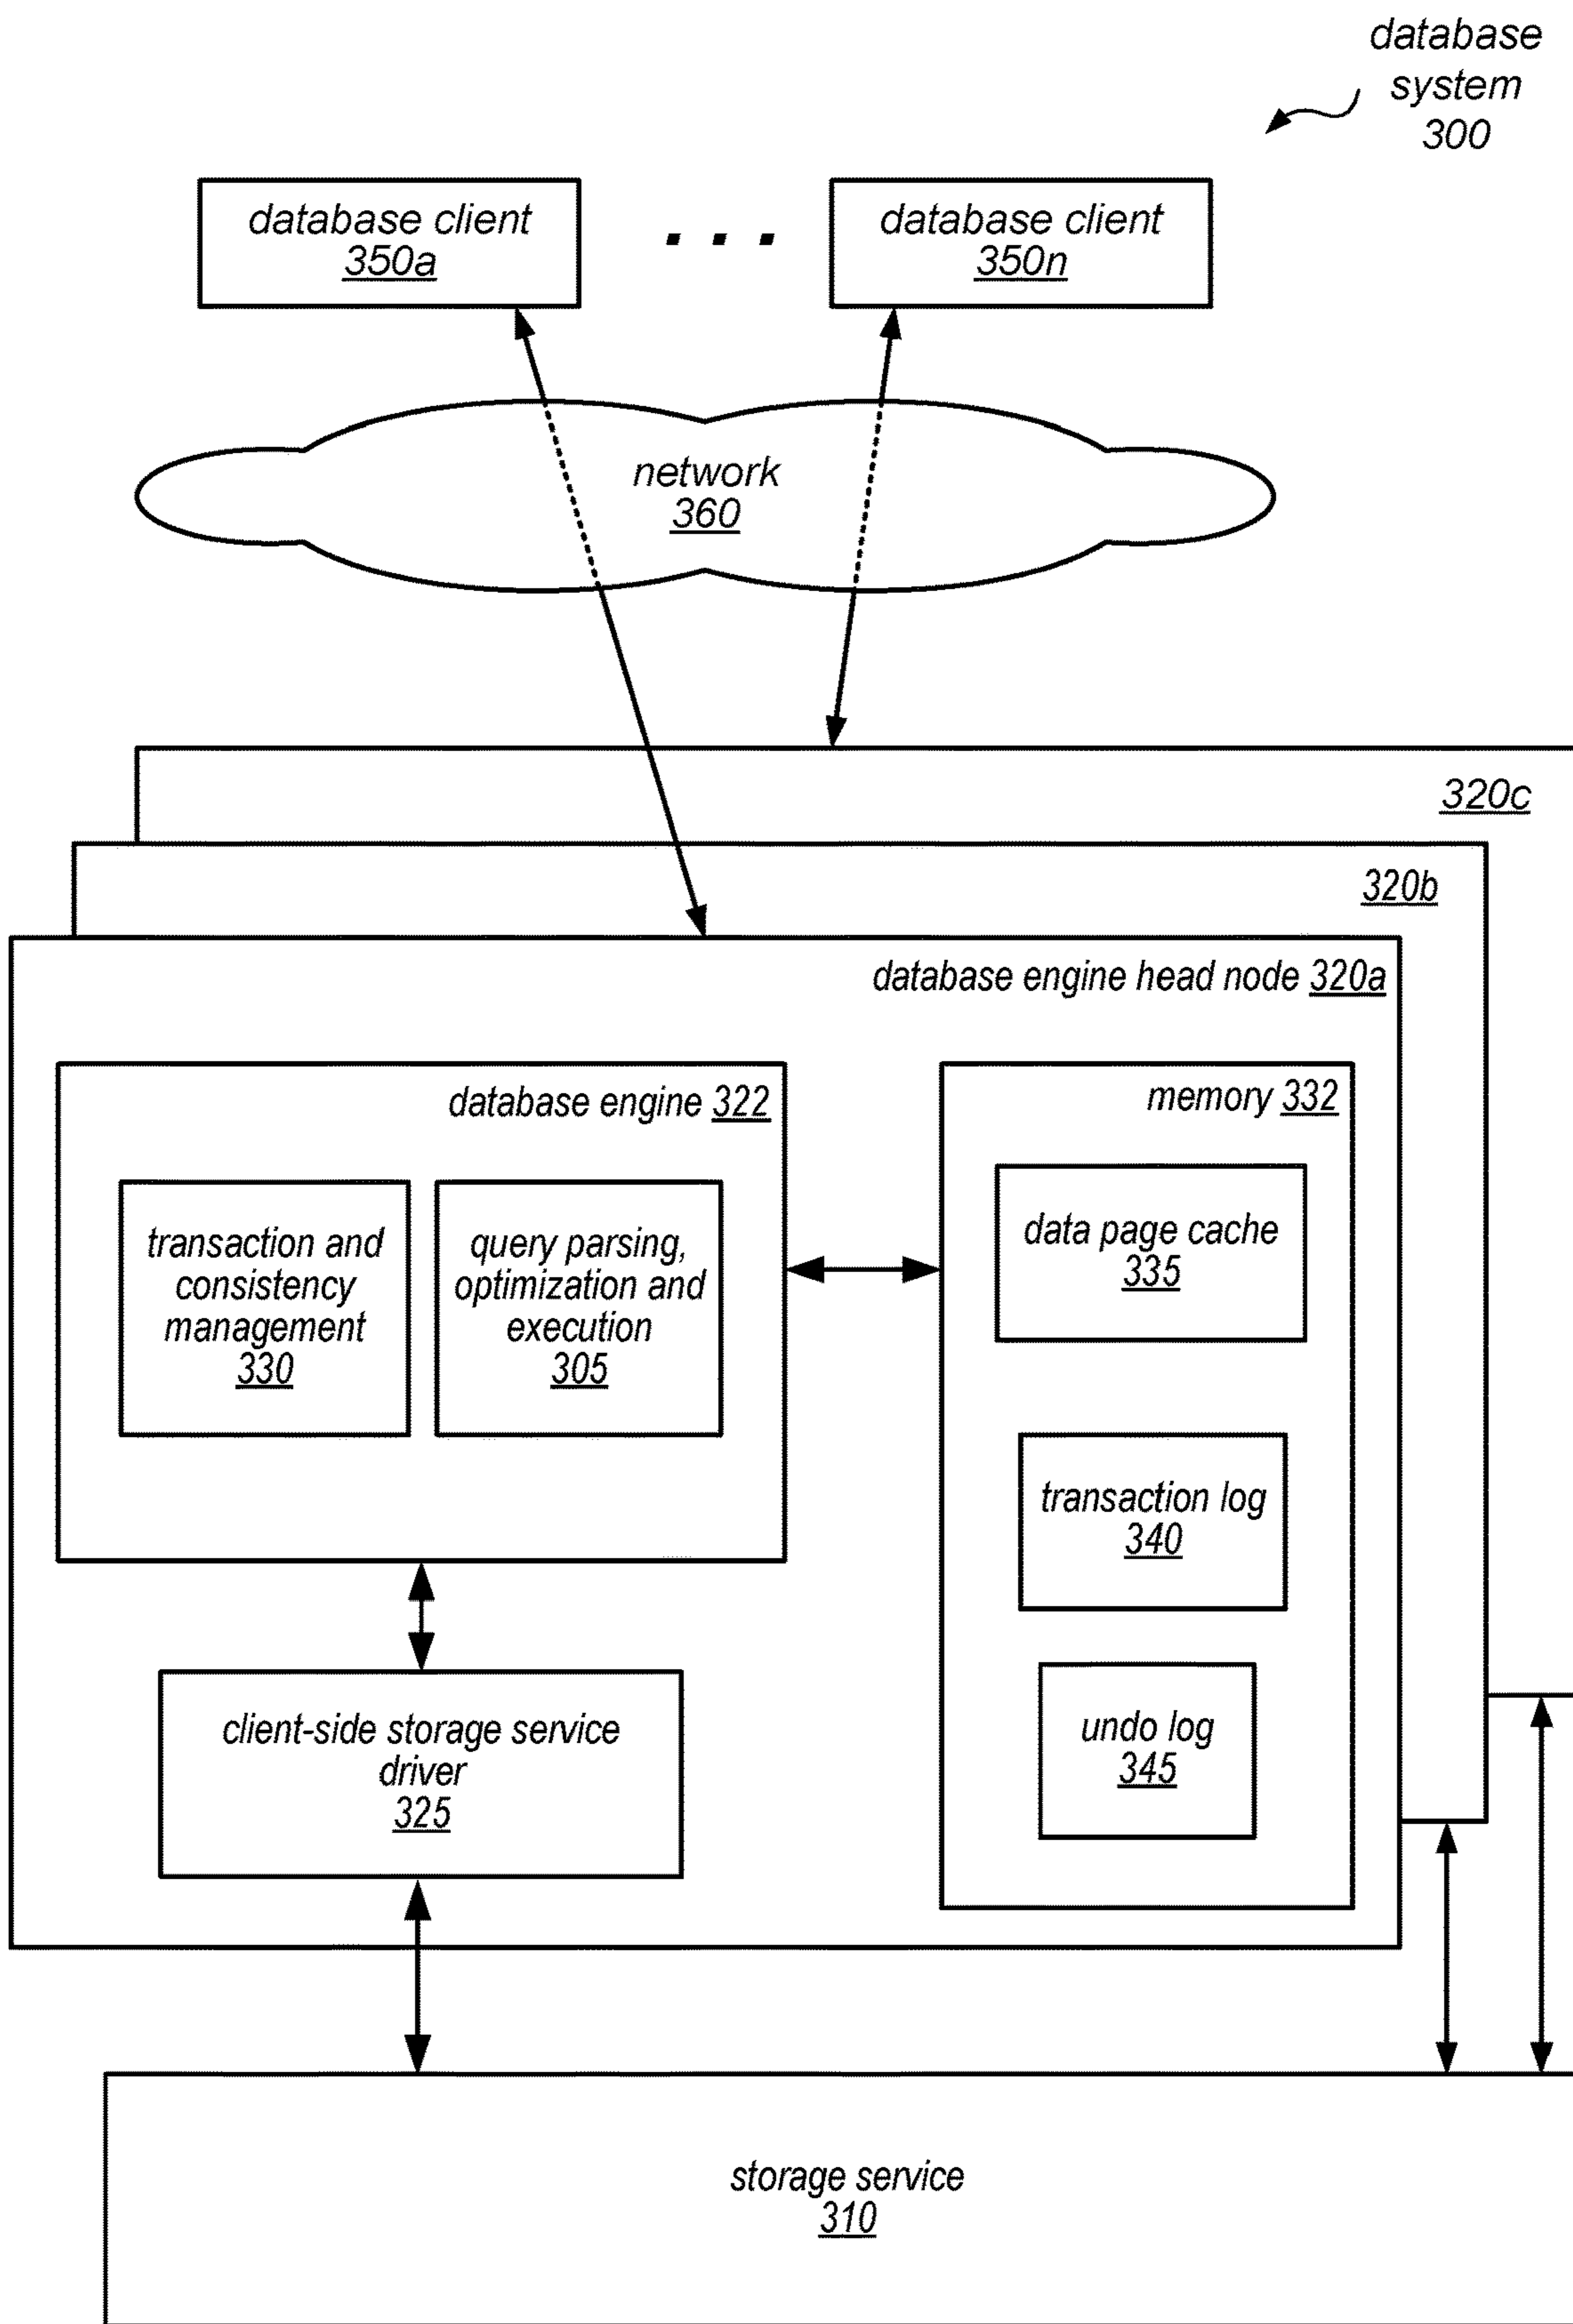 database
system
300
database client
350a
. . .
database client
350n
network
360
320c
320b
database engine head node 320a
database engine 322
memory 332
transaction and
consistency
management
330
query parsing,
optimization and
execution
305
data page cache
335
transaction log
340
undo log
345
client-side storage service
driver
325
storage service
310